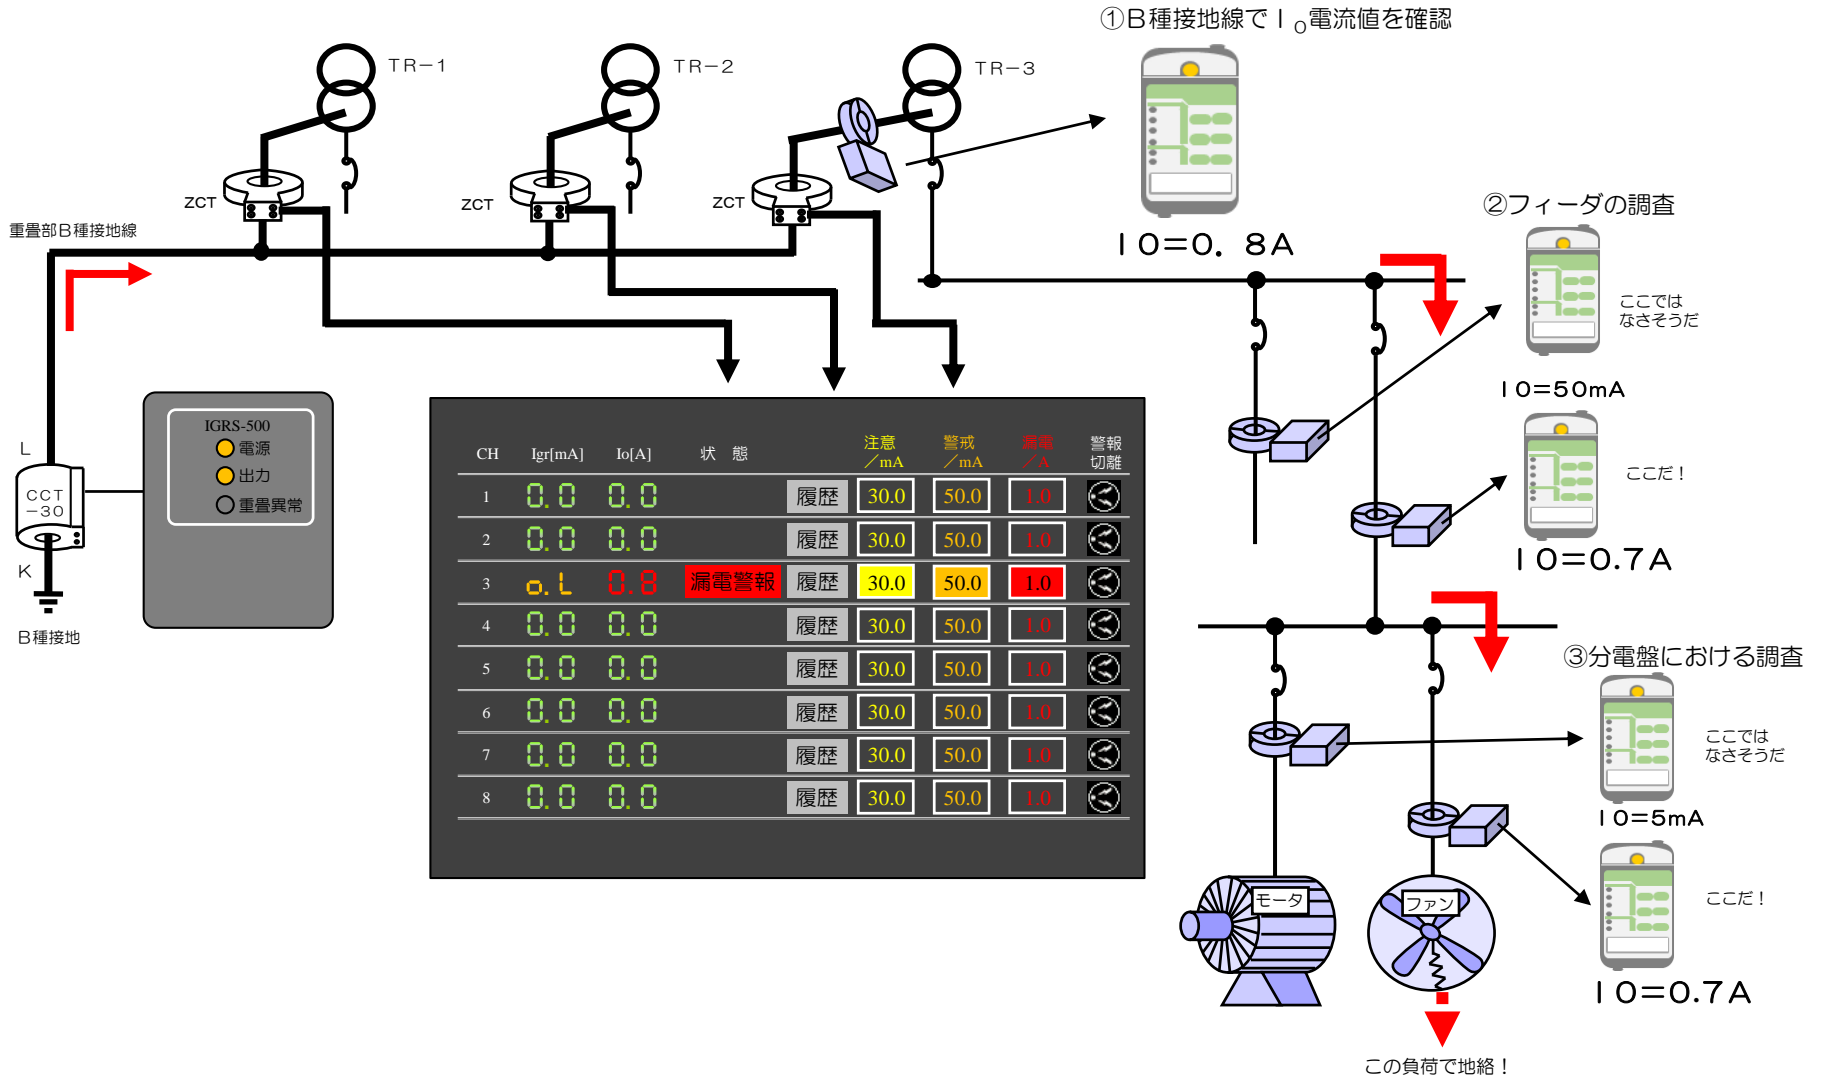 ①Ｂ種接地線でＩ０電流値を確認
ＴＲ－１
ＴＲ－２
ＴＲ－３
ZCT
ZCT
ZCT
重畳部Ｂ種接地線
Ｉ０＝０．８Ａ
②フィーダの調査
ここでは
なさそうだ
Ｉ０＝50mA
ここだ！
Ｉ０＝0.7Ａ
IGRS-500
電源
出力
重畳異常
Ｌ
ＣＣＴ
－30
Ｋ
Ｂ種接地
CH Igr[mA] Io[A] 状　態 注意／mA 警戒／mA 漏電／A 警報切離
1 0.0 0.0 履歴 30.0 50.0 1.0
2 0.0 0.0 履歴 30.0 50.0 1.0
3 o.L 0.8 漏電警報 履歴 30.0 50.0 1.0
4 0.0 0.0 履歴 30.0 50.0 1.0
5 0.0 0.0 履歴 30.0 50.0 1.0
6 0.0 0.0 履歴 30.0 50.0 1.0
7 0.0 0.0 履歴 30.0 50.0 1.0
8 0.0 0.0 履歴 30.0 50.0 1.0
③分電盤における調査
ここでは
なさそうだ
Ｉ０＝5mA
ここだ！
Ｉ０＝0.7Ａ
モータ
ファン
この負荷で地絡！